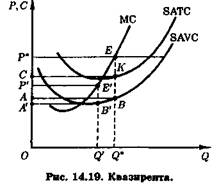 P,C
MC
SATC
SAVC
P*
E
C
K
P'
E'
A
B
A'
B'
O
Q'
Q*
Q
Рис. 14.19. Квазирента.